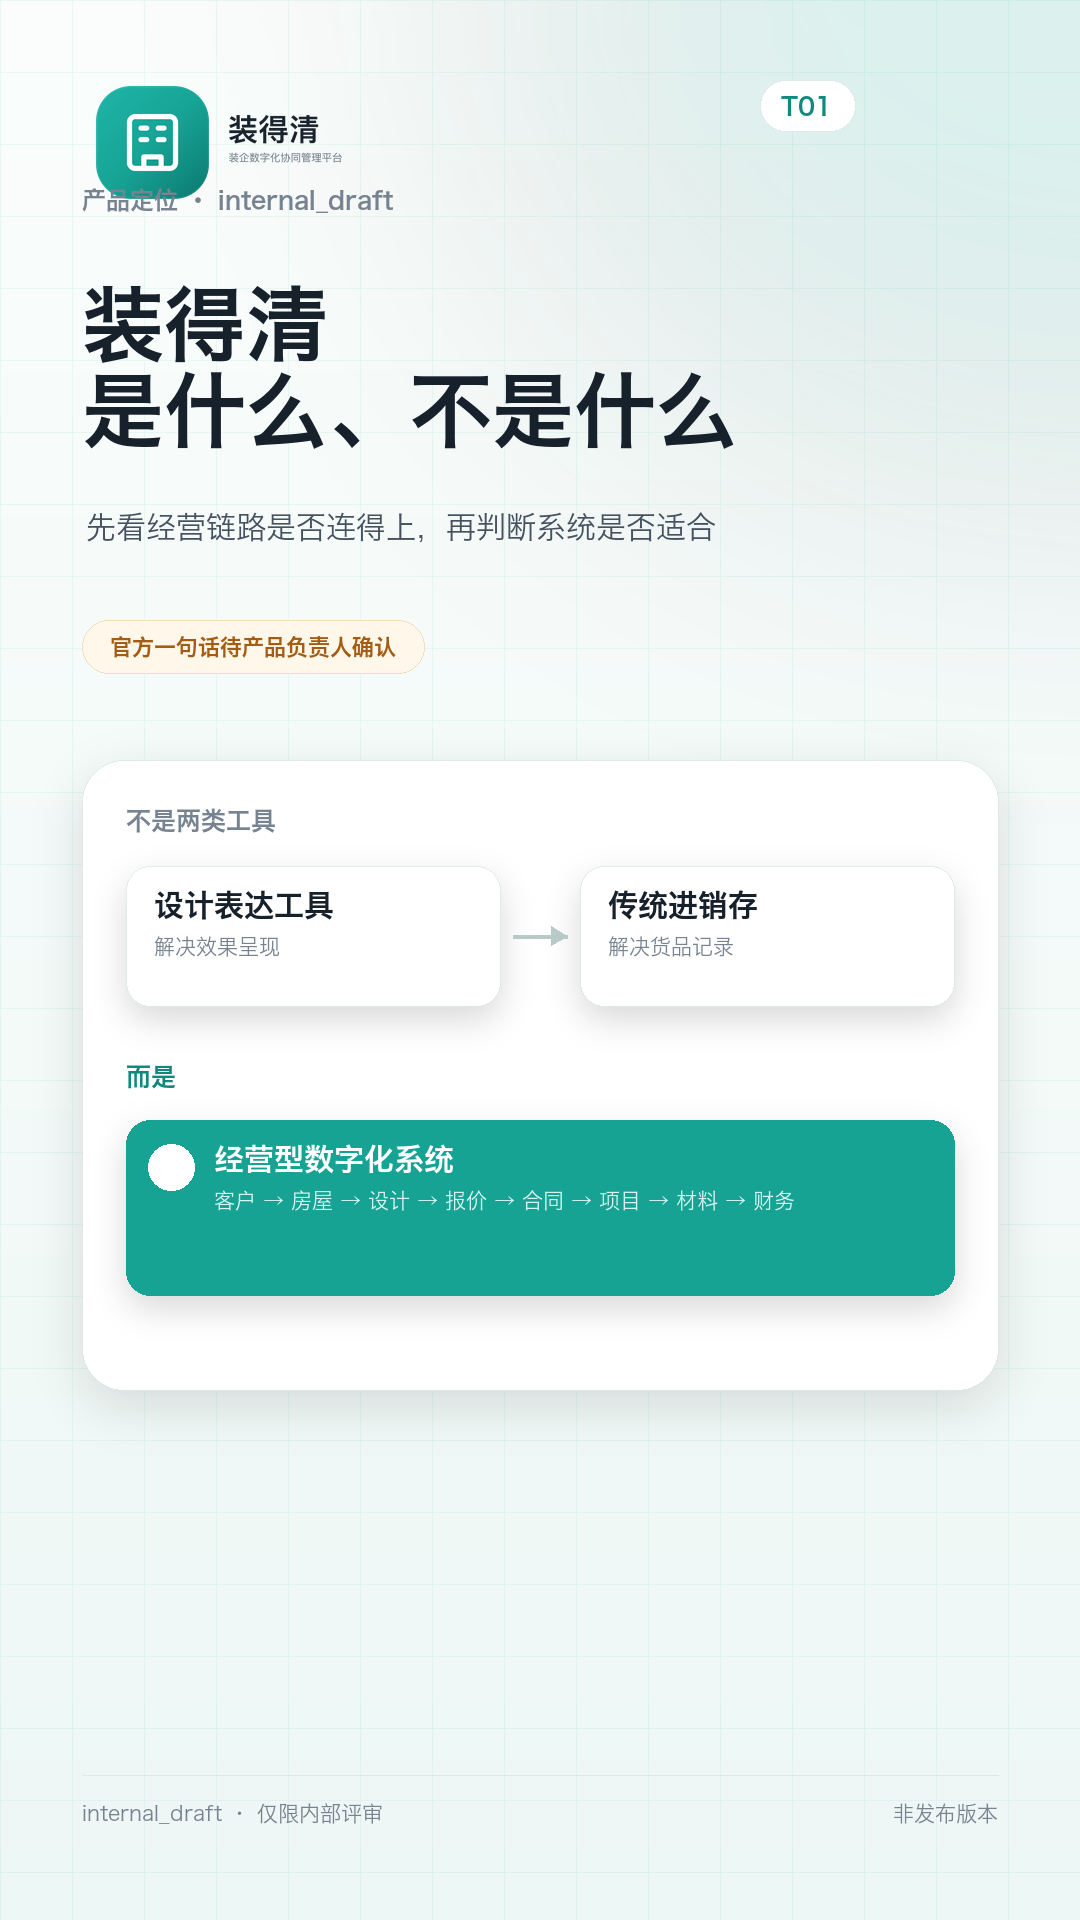 装得清
装企数字化协同管理平台
T01
产品定位 · internal_draft
装得清
是什么、不是什么
先看经营链路是否连得上，再判断系统是否适合
官方一句话待产品负责人确认
不是两类工具
设计表达工具
解决效果呈现
传统进销存
解决货品记录
而是
经营型数字化系统
客户 → 房屋 → 设计 → 报价 → 合同 → 项目 → 材料 → 财务
internal_draft · 仅限内部评审
非发布版本